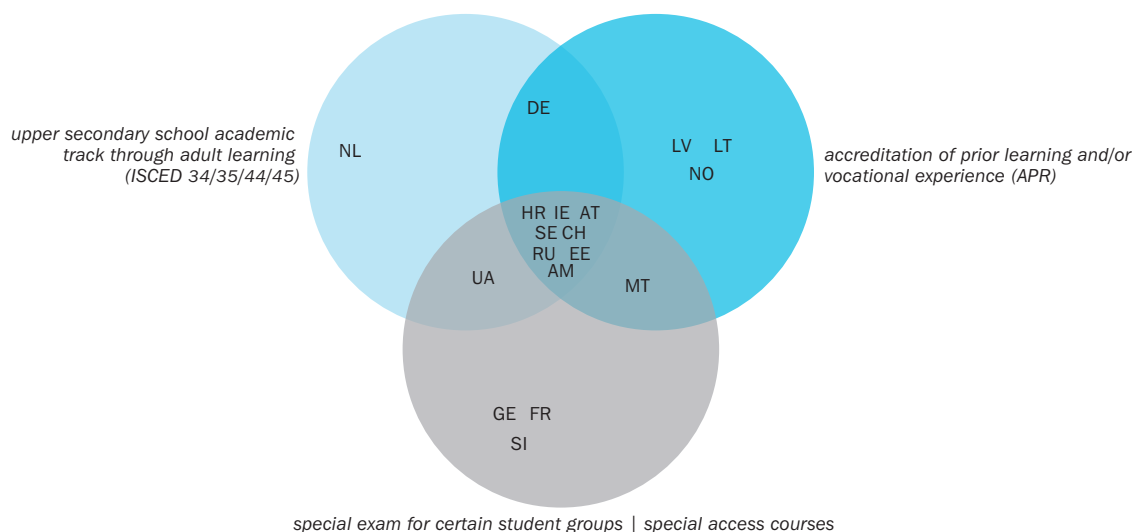 DE
upper secondary school academic
track through adult learning
(ISCED 34/35/44/45)
NL
LV LT
NO
accreditation of prior learning and/or
vocational experience (APR)
HR IE AT
SE CH
RU EE
AM
UA
MT
GE FR
SI
special exam for certain student groups | special access courses